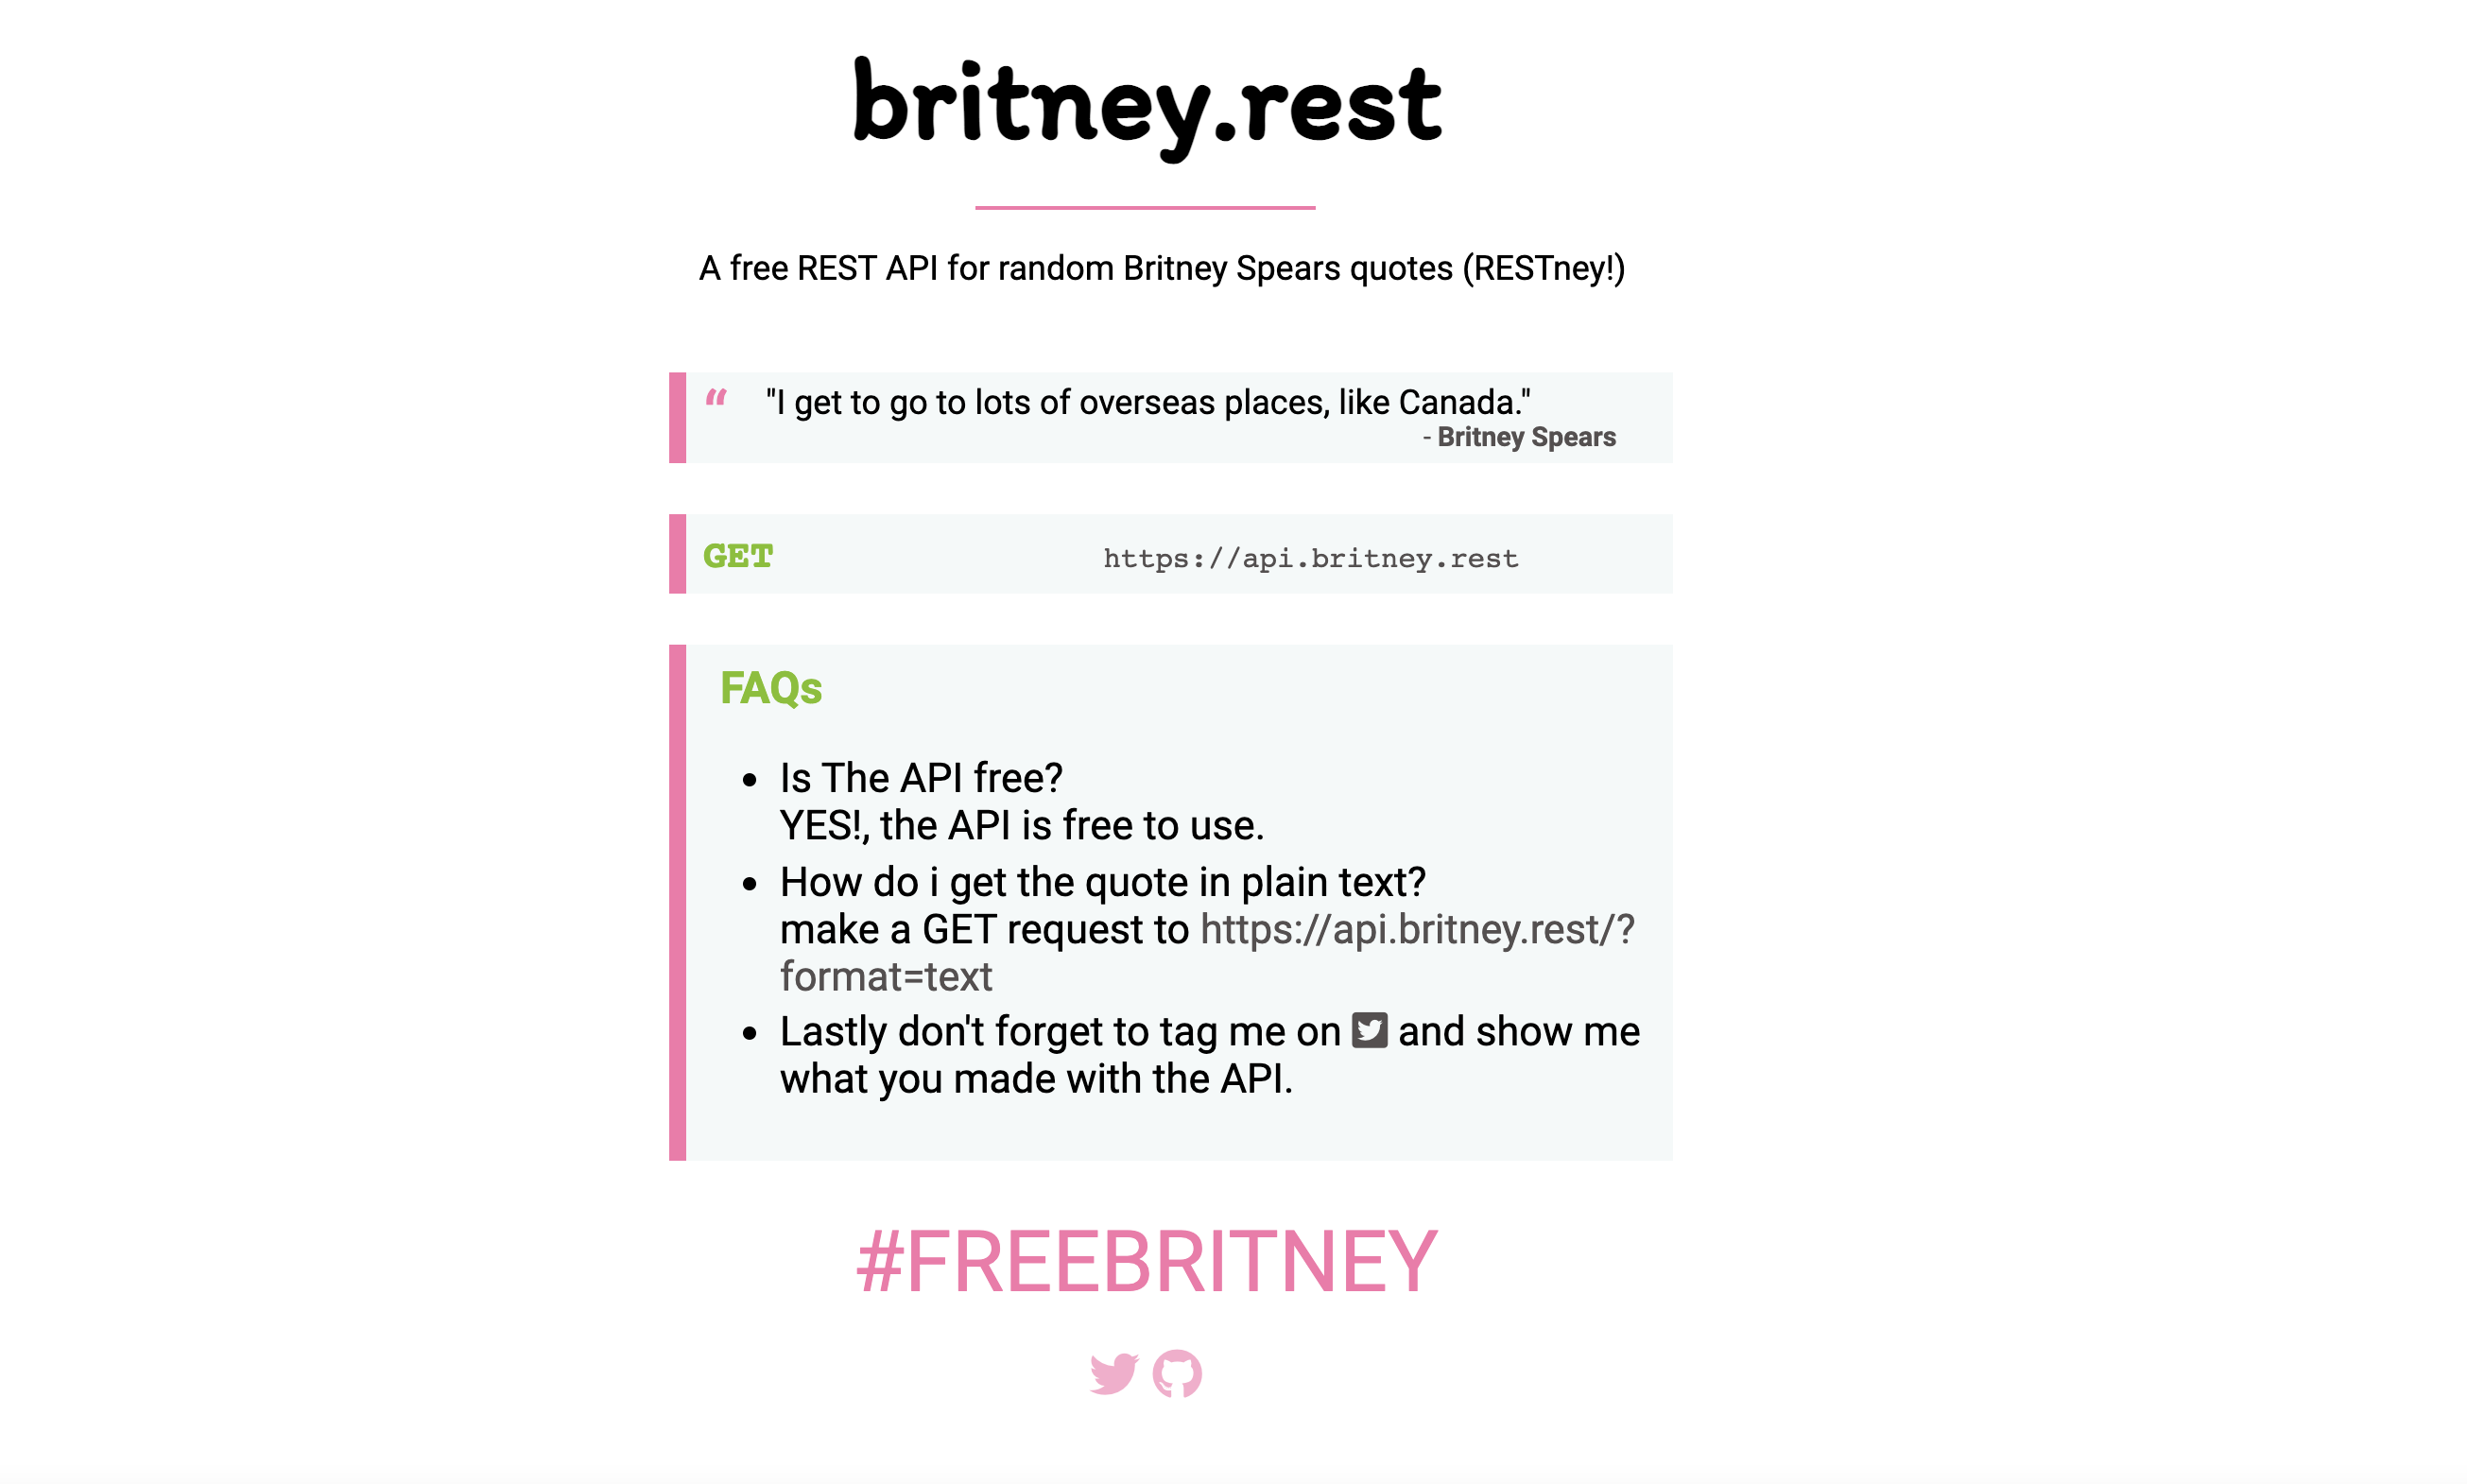 britney.rest
A free REST API for random Britney Spears quotes (RESTney!)
“ "I get to go to lots of overseas places, like Canada."
- Britney Spears
GET https://api.britney.rest
FAQs
• Is The API free?
YES!, the API is free to use.
• How do i get the quote in plain text?
make a GET request to https://api.britney.rest/?
format=text
• Lastly don't forget to tag me on and show me
what you made with the API.
#FREEBRITNEY